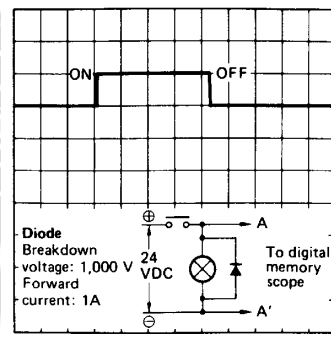 ON
OFF
Diode
Breakdown
voltage: 1,000 V
Forward
current: 1A
⊕
24
VDC
⊖
A
To digital
memory
scope
A'